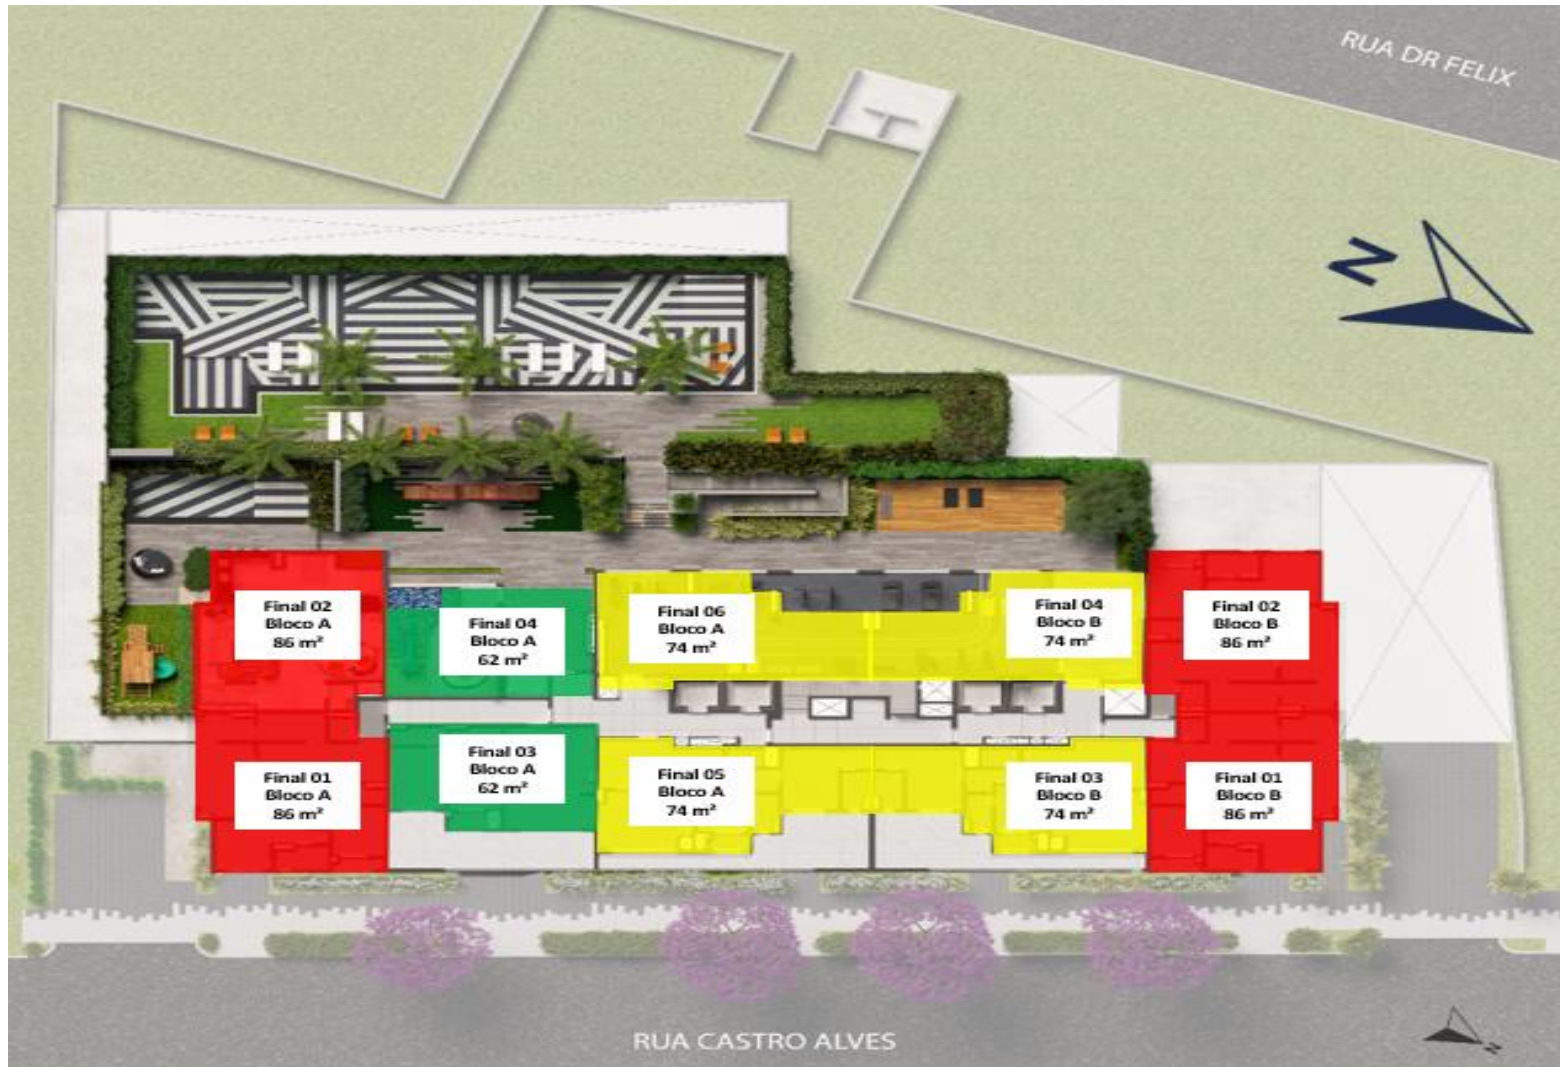 RUA DR FELIX
N
Final 02
Bloco A
86 m²
Final 04
Bloco A
62 m²
Final 06
Bloco A
74 m²
Final 04
Bloco B
74 m²
Final 02
Bloco B
86 m²
Final 01
Bloco A
86 m²
Final 03
Bloco A
62 m²
Final 05
Bloco A
74 m²
Final 03
Bloco B
74 m²
Final 01
Bloco B
86 m²
RUA CASTRO ALVES
N